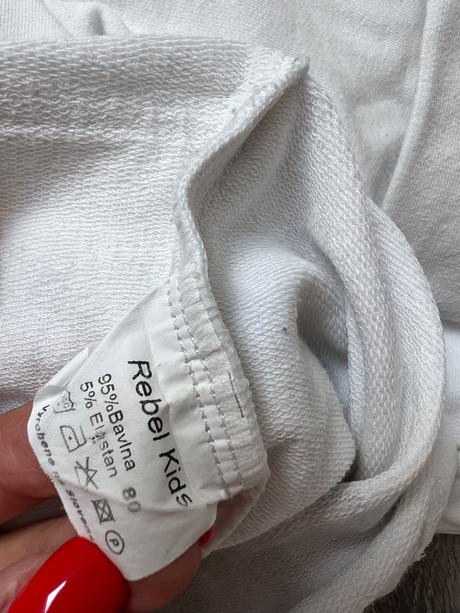 Rebel Kids
95%Bavlna
5% Elastan 80
P